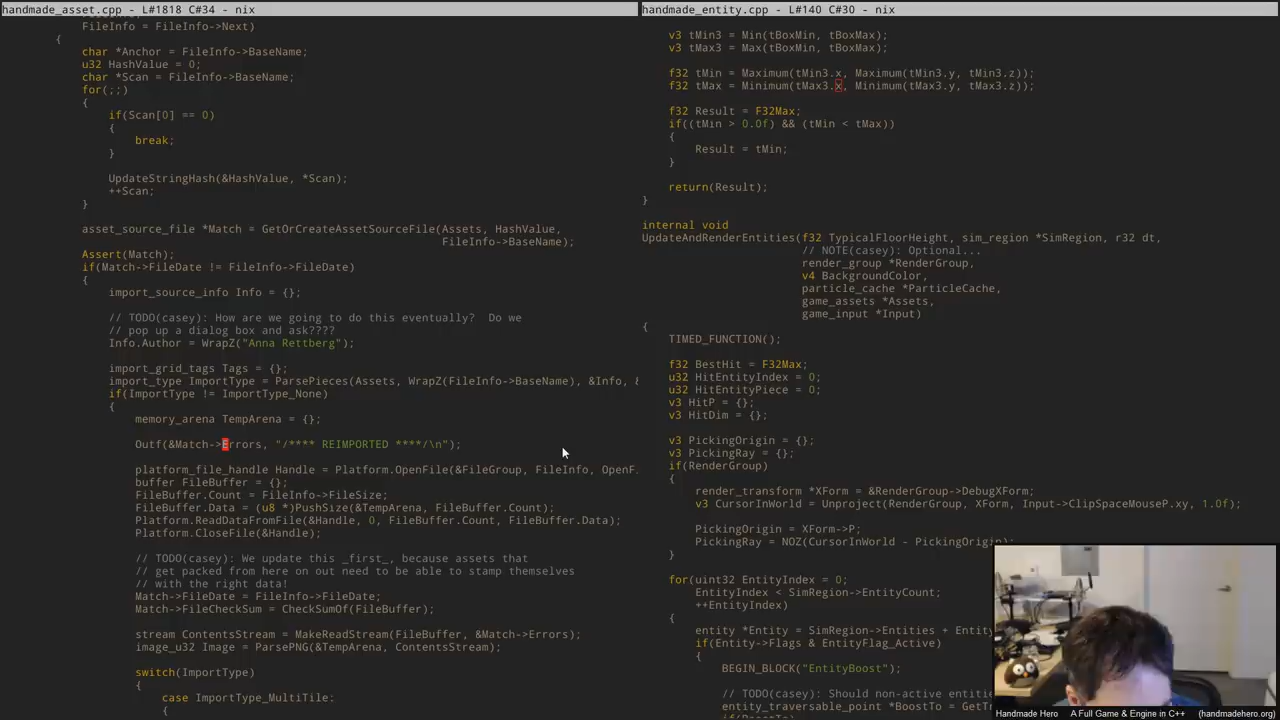 handmade_asset.cpp - L#1818 C#34 - nix
FileInfo = FileInfo->Next)
{
char *Anchor = FileInfo->BaseName;
u32 HashValue = 0;
char *Scan = FileInfo->BaseName;
for(;;)
{
if(Scan[0] == 0)
{
break;
}
UpdateStringHash(&HashValue, *Scan);
++Scan;
}
asset_source_file *Match = GetOrCreateAssetSourceFile(Assets, HashValue,
FileInfo->BaseName);
Assert(Match);
if(Match->FileDate != FileInfo->FileDate)
{
import_source_info Info = {};
// TODO(casey): How are we going to do this eventually?  Do we
// pop up a dialog box and ask????
Info.Author = WrapZ("Anna Rettberg");
import_grid_tags Tags = {};
import_type ImportType = ParsePieces(Assets, WrapZ(FileInfo->BaseName), &Info, &
if(ImportType != ImportType_None)
{
memory_arena TempArena = {};
Outf(&Match->Errors, "/**** REIMPORTED ****/\n");
platform_file_handle Handle = Platform.OpenFile(&FileGroup, FileInfo, OpenF
buffer FileBuffer = {};
FileBuffer.Count = FileInfo->FileSize;
FileBuffer.Data = (u8 *)PushSize(&TempArena, FileBuffer.Count);
Platform.ReadDataFromFile(&Handle, 0, FileBuffer.Count, FileBuffer.Data);
Platform.CloseFile(&Handle);
// TODO(casey): We update this _first_, because assets that
// get packed from here on out need to be able to stamp themselves
// with the right data!
Match->FileDate = FileInfo->FileDate;
Match->FileCheckSum = CheckSumOf(FileBuffer);
stream ContentsStream = MakeReadStream(FileBuffer, &Match->Errors);
image_u32 Image = ParsePNG(&TempArena, ContentsStream);
switch(ImportType)
{
case ImportType_MultiTile:
{
handmade_entity.cpp - L#140 C#30 - nix
v3 tMin3 = Min(tBoxMin, tBoxMax);
v3 tMax3 = Max(tBoxMin, tBoxMax);
f32 tMin = Maximum(tMin3.x, Maximum(tMin3.y, tMin3.z));
f32 tMax = Minimum(tMax3.x, Minimum(tMax3.y, tMax3.z));
f32 Result = F32Max;
if((tMin > 0.0f) && (tMin < tMax))
{
Result = tMin;
}
return(Result);
}
internal void
UpdateAndRenderEntities(f32 TypicalFloorHeight, sim_region *SimRegion, r32 dt,
// NOTE(casey): Optional...
render_group *RenderGroup,
v4 BackgroundColor,
particle_cache *ParticleCache,
game_assets *Assets,
game_input *Input)
{
TIMED_FUNCTION();
f32 BestHit = F32Max;
u32 HitEntityIndex = 0;
u32 HitEntityPiece = 0;
v3 HitP = {};
v3 HitDim = {};
v3 PickingOrigin = {};
v3 PickingRay = {};
if(RenderGroup)
{
render_transform *XForm = &RenderGroup->DebugXForm;
v3 CursorInWorld = Unproject(RenderGroup, XForm, Input->ClipSpaceMouseP.xy, 1.0f);
PickingOrigin = XForm->P;
PickingRay = NOZ(CursorInWorld - PickingOrigin);
}
for(uint32 EntityIndex = 0;
EntityIndex < SimRegion->EntityCount;
++EntityIndex)
{
entity *Entity = SimRegion->Entities + Entity
if(Entity->Flags & EntityFlag_Active)
{
BEGIN_BLOCK("EntityBoost");
// TODO(casey): Should non-active entitie
entity_traversable_point *BoostTo = GetT
Handmade Hero
A Full Game & Engine in C++
(handmadehero.org)